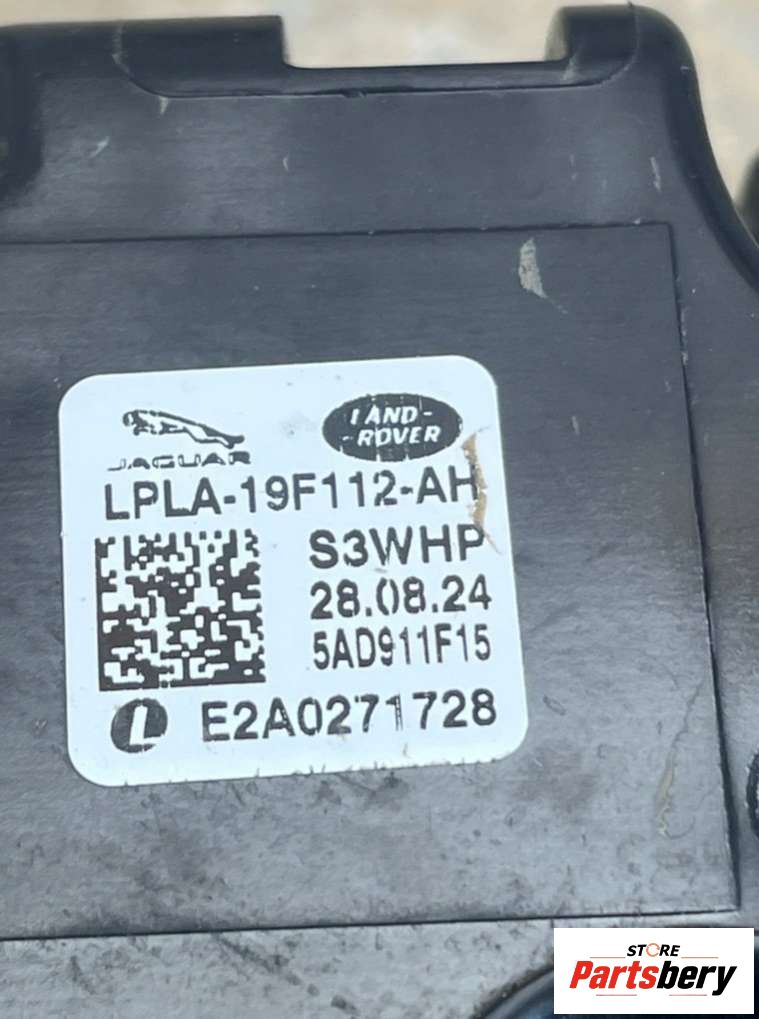 JAGUAR
LAND-
-ROVER
LPLA-19F112-AH
S3WHP
28.08.24
5AD911F15
L E2A0271728
STORE
Partsbery